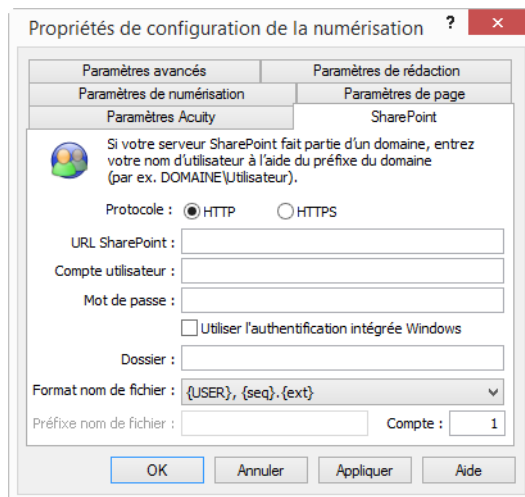 Propriétés de configuration de la numérisation ? ×
Paramètres avancés Paramètres de rédaction
Paramètres de numérisation Paramètres de page
Paramètres Acuity SharePoint
Si votre serveur SharePoint fait partie d'un domaine, entrez
votre nom d'utilisateur à l'aide du préfixe du domaine
(par ex. DOMAINE\Utilisateur).
Protocole : HTTP HTTPS
URL SharePoint :
Compte utilisateur :
Mot de passe :
Utiliser l'authentification intégrée Windows
Dossier :
Format nom de fichier : {USER}, {seq}.{ext}
Préfixe nom de fichier : Compte : 1
OK Annuler Appliquer Aide